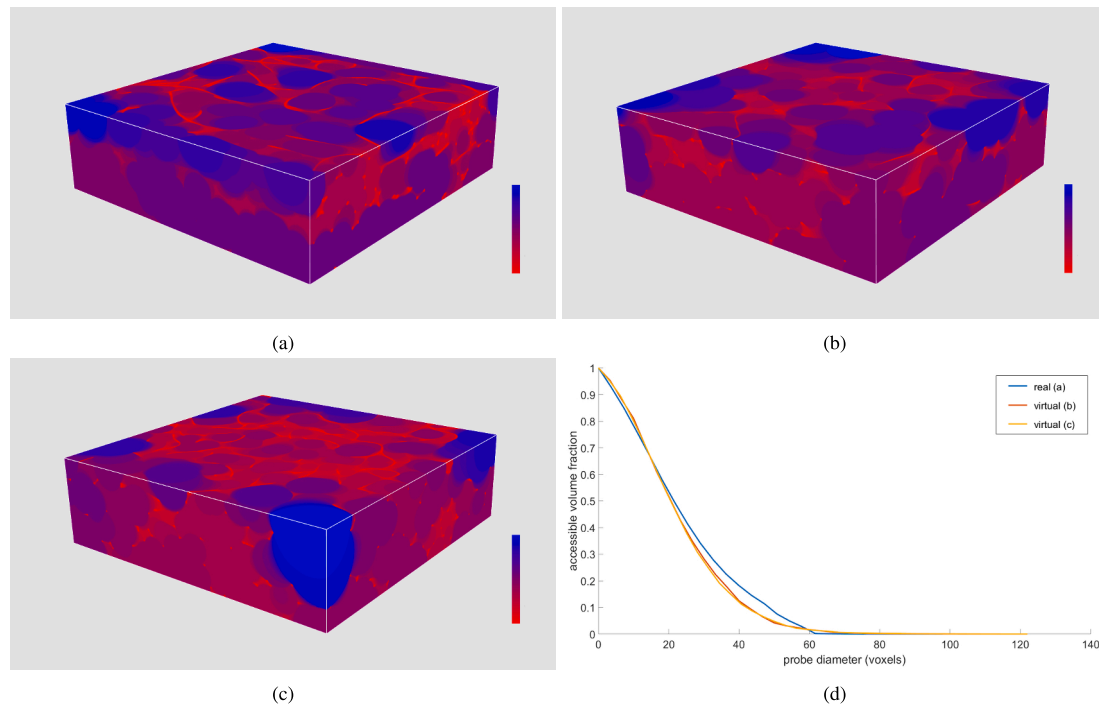 (a)
(b)
(c)
1
0.9
0.8
0.7
0.6
0.5
0.4
0.3
0.2
0.1
0
accessible volume fraction
0 20 40 60 80 100 120 140
probe diameter (voxels)
real (a)
virtual (b)
virtual (c)
(d)